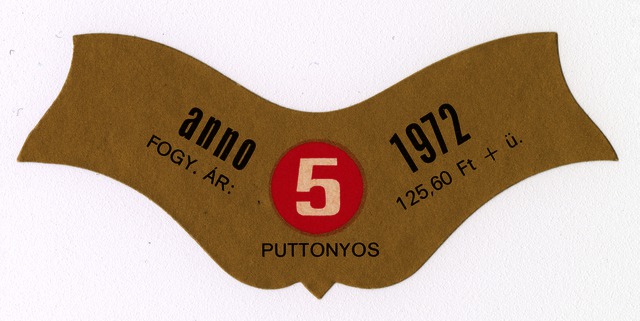 anno 1972
FOGY. ÁR: 125,60 Ft + ü.
5
PUTTONYOS